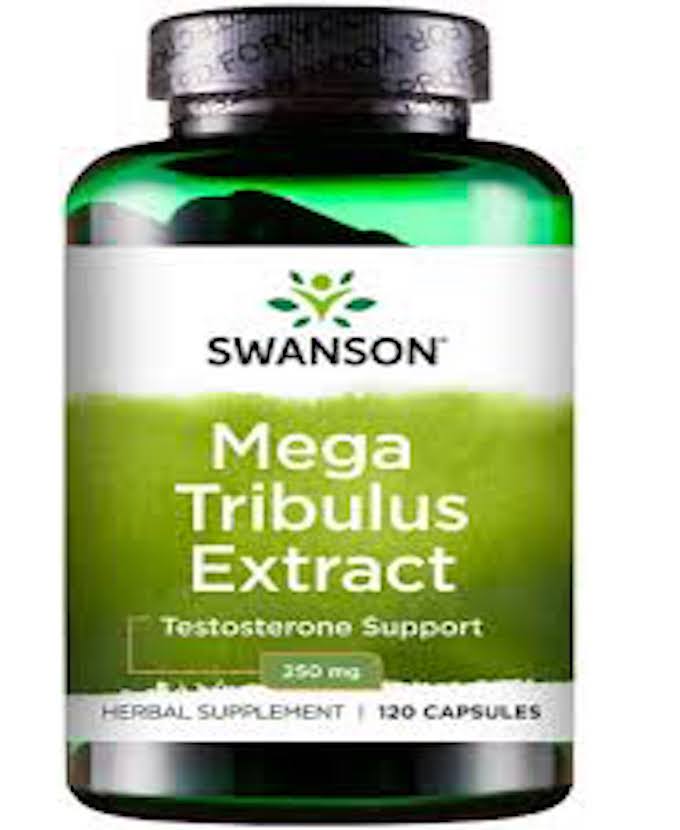 SWANSON
Mega
Tribulus
Extract
Testosterone Support
250 mg
HERBAL SUPPLEMENT | 120 CAPSULES